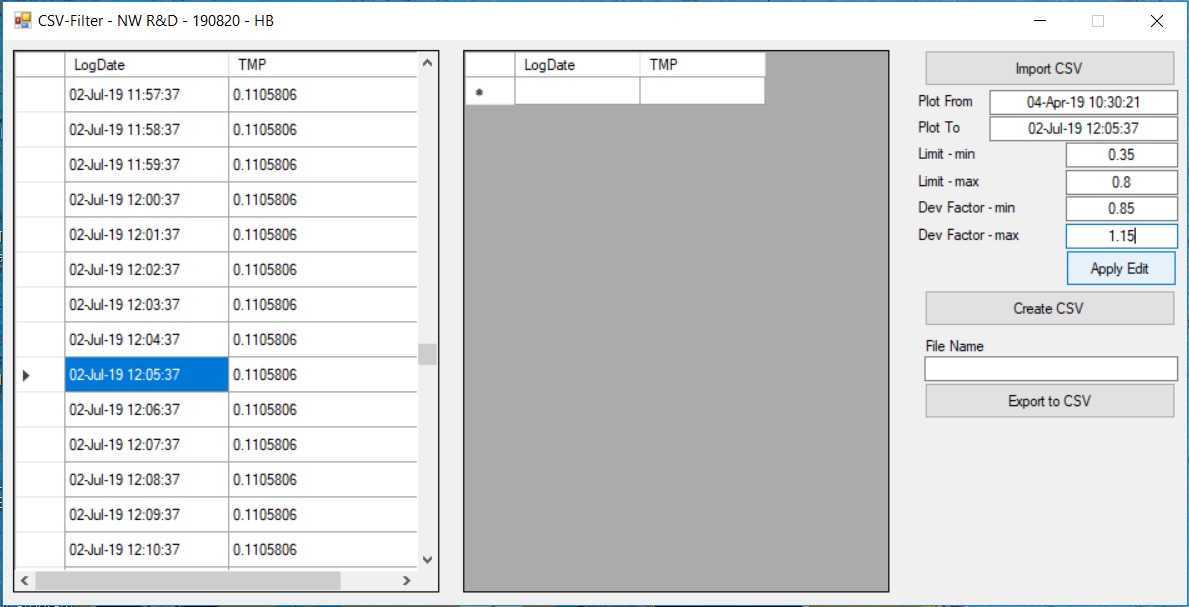 CSV-Filter - NW R&D - 190820 - HB
LogDate TMP
02-Jul-19 11:57:37 0.1105806
02-Jul-19 11:58:37 0.1105806
02-Jul-19 11:59:37 0.1105806
02-Jul-19 12:00:37 0.1105806
02-Jul-19 12:01:37 0.1105806
02-Jul-19 12:02:37 0.1105806
02-Jul-19 12:03:37 0.1105806
02-Jul-19 12:04:37 0.1105806
02-Jul-19 12:05:37 0.1105806
02-Jul-19 12:06:37 0.1105806
02-Jul-19 12:07:37 0.1105806
02-Jul-19 12:08:37 0.1105806
02-Jul-19 12:09:37 0.1105806
02-Jul-19 12:10:37 0.1105806
LogDate TMP
Import CSV
Plot From 04-Apr-19 10:30:21
Plot To 02-Jul-19 12:05:37
Limit - min 0.35
Limit - max 0.8
Dev Factor - min 0.85
Dev Factor - max 1.15
Apply Edit
Create CSV
File Name
Export to CSV